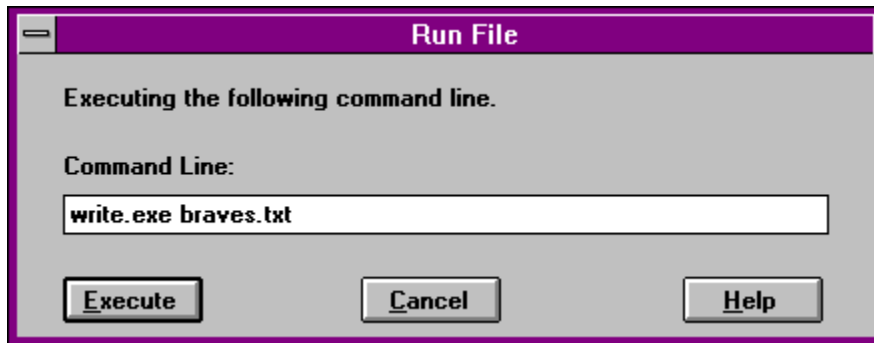 Run File
Executing the following command line.
Command Line:
write.exe braves.txt
Execute Cancel Help